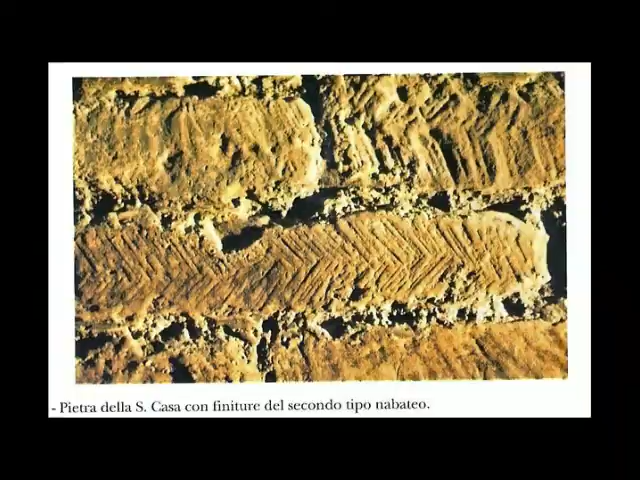 - Pietra della S. Casa con finiture del secondo tipo nabateo.